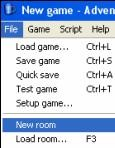 New game - Adven
File Game Script Help
Load game... Ctrl+L
Save game Ctrl+S
Quick save Ctrl+A
Test game Ctrl+T
Setup game...
New room
Load room... F3